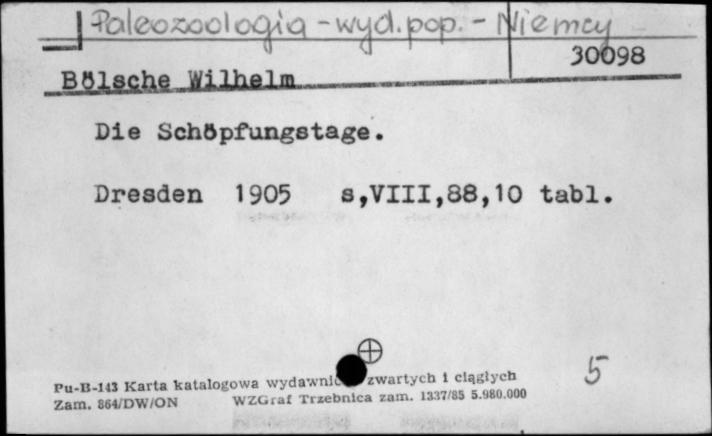 Paleozoologia - wyd. pop. - Niemcy
30098
Bölsche Wilhelm
Die Schöpfungstage.
Dresden 1905 s,VIII,88,10 tabl.
5
Pu-B-143 Karta katalogowa wydawnic zwartych i ciągłych
Zam. 864/DW/ON WZGraf Trzebnica zam. 1337/85 5.980.000